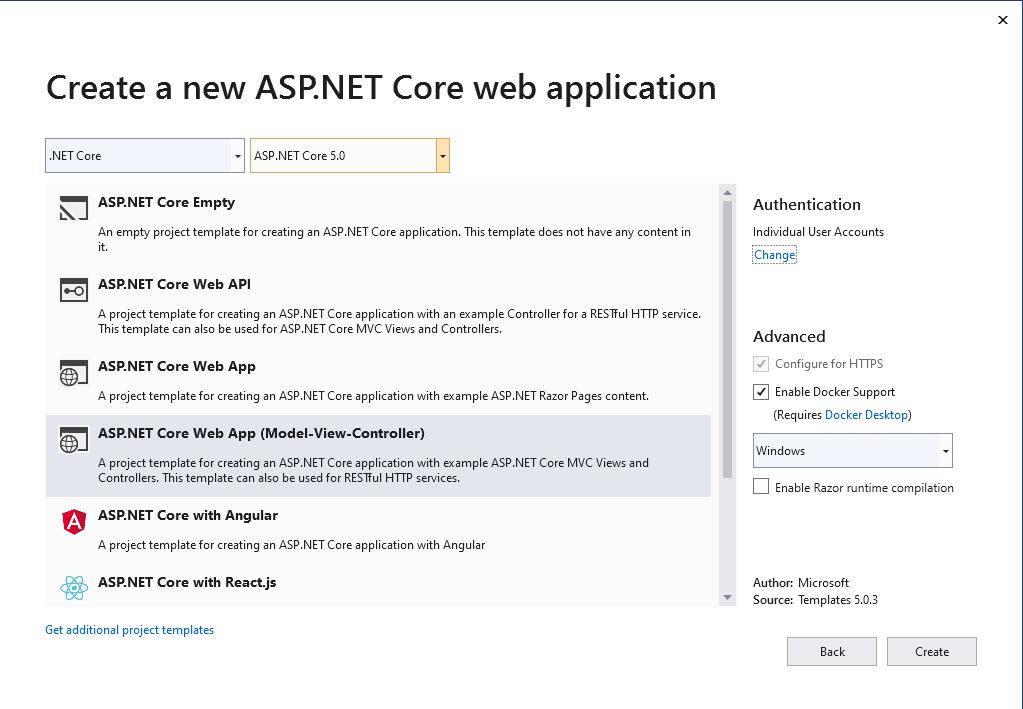 Create a new ASP.NET Core web application
.NET Core
ASP.NET Core 5.0
ASP.NET Core Empty
An empty project template for creating an ASP.NET Core application. This template does not have any content in
it.
ASP.NET Core Web API
A project template for creating an ASP.NET Core application with an example Controller for a RESTful HTTP service.
This template can also be used for ASP.NET Core MVC Views and Controllers.
ASP.NET Core Web App
A project template for creating an ASP.NET Core application with example ASP.NET Razor Pages content.
ASP.NET Core Web App (Model-View-Controller)
A project template for creating an ASP.NET Core application with example ASP.NET Core MVC Views and
Controllers. This template can also be used for RESTful HTTP services.
ASP.NET Core with Angular
A project template for creating an ASP.NET Core application with Angular
ASP.NET Core with React.js
Get additional project templates
Authentication
Individual User Accounts
Change
Advanced
Configure for HTTPS
Enable Docker Support
(Requires Docker Desktop)
Windows
Enable Razor runtime compilation
Author: Microsoft
Source: Templates 5.0.3
Back
Create